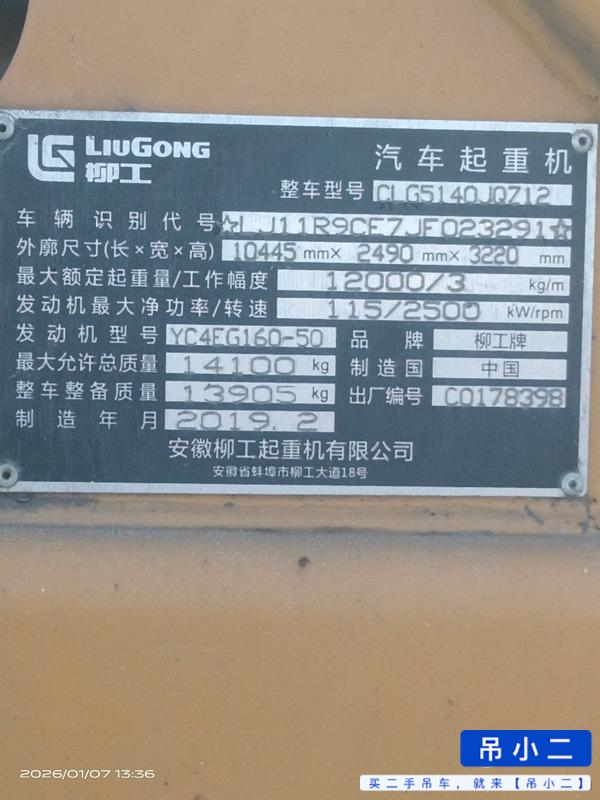 LIUGONG
柳工
汽车起重机
整车型号 CLG5140JQZ12
车辆识别代号 ☆LJ11R9CE7JF023291☆
外廓尺寸(长×宽×高) 10445 mm× 2490 mm× 3220 mm
最大额定起重量/工作幅度 12000/3 kg/m
发动机最大净功率/转速 115/2500 kW/rpm
发动机型号 YC4EG160-50 品牌 柳工牌
最大允许总质量 14100 kg 制造国 中国
整车整备质量 13905 kg 出厂编号 C0178398
制造年月 2019.2
安徽柳工起重机有限公司
安徽省蚌埠市柳工大道18号
吊小二
买二手吊车，就来【吊小二】
2026/01/07 13:36